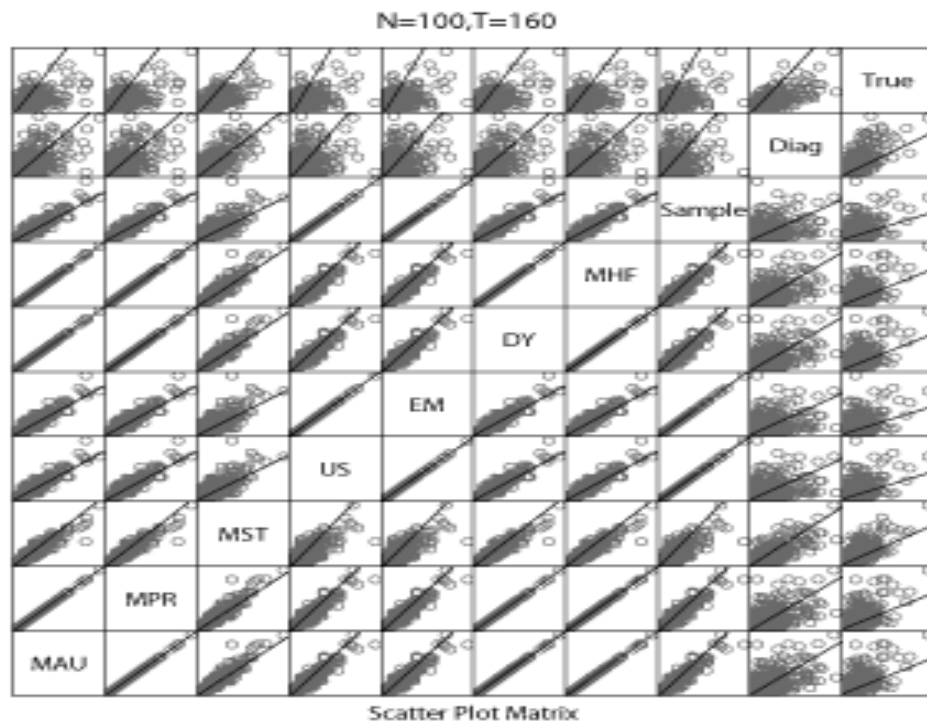 N=100,T=160
True
Diag
Sample
MHF
DY
EM
US
MST
MPR
MAU
Scatter Plot Matrix